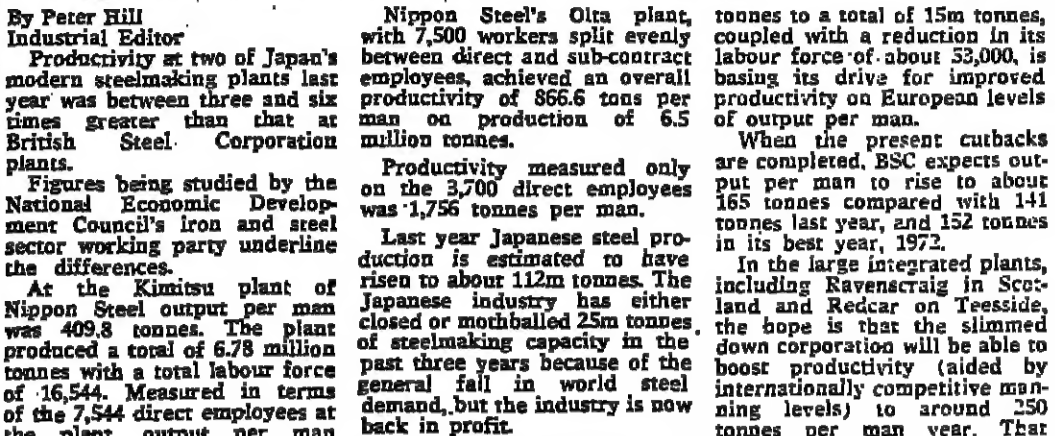 By Peter Hill
Industrial Editor
Productivity at two of Japan's
modern steelmaking plants last
year was between three and six
times greater than that at
British Steel Corporation
plants.
Figures being studied by the
National Economic Develop-
ment Council's iron and steel
sector working party underline
the differences.
At the Kimitsu plant of
Nippon Steel output per man
was 409.8 tonnes. The plant
produced a total of 6.78 million
tonnes with a total labour force
of 16,544. Measured in terms
of the 7,544 direct employees at
the plant output per man
Nippon Steel's Oita plant,
with 7,500 workers split evenly
between direct and sub-contract
employees, achieved an overall
productivity of 866.6 tons per
man on production of 6.5
million tonnes.
Productivity measured only
on the 3,700 direct employees
was 1,756 tonnes per man.
Last year Japanese steel pro-
duction is estimated to have
risen to about 112m tonnes. The
Japanese industry has either
closed or mothballed 25m tonnes
of steelmaking capacity in the
past three years because of the
general fall in world steel
demand, but the industry is now
back in profit.
tonnes to a total of 15m tonnes,
coupled with a reduction in its
labour force of about 53,000, is
basing its drive for improved
productivity on European levels
of output per man.
When the present cutbacks
are completed, BSC expects out-
put per man to rise to about
165 tonnes compared with 141
tonnes last year, and 152 tonnes
in its best year, 1972.
In the large integrated plants,
including Ravenscraig in Scot-
land and Redcar on Teesside,
the hope is that the slimmed
down corporation will be able to
boost productivity (aided by
internationally competitive man-
ning levels) to around 250
tonnes per man year. That